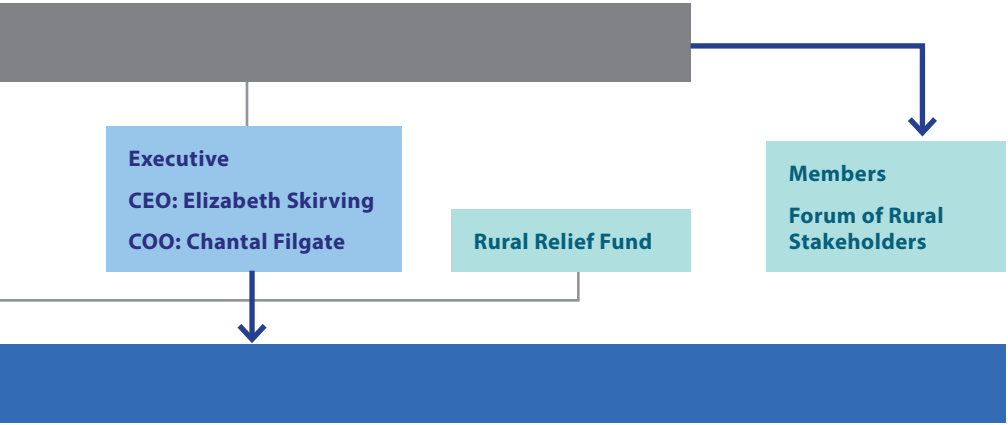 Executive
CEO: Elizabeth Skirving
COO: Chantal Filgate
Rural Relief Fund
Members
Forum of Rural
Stakeholders